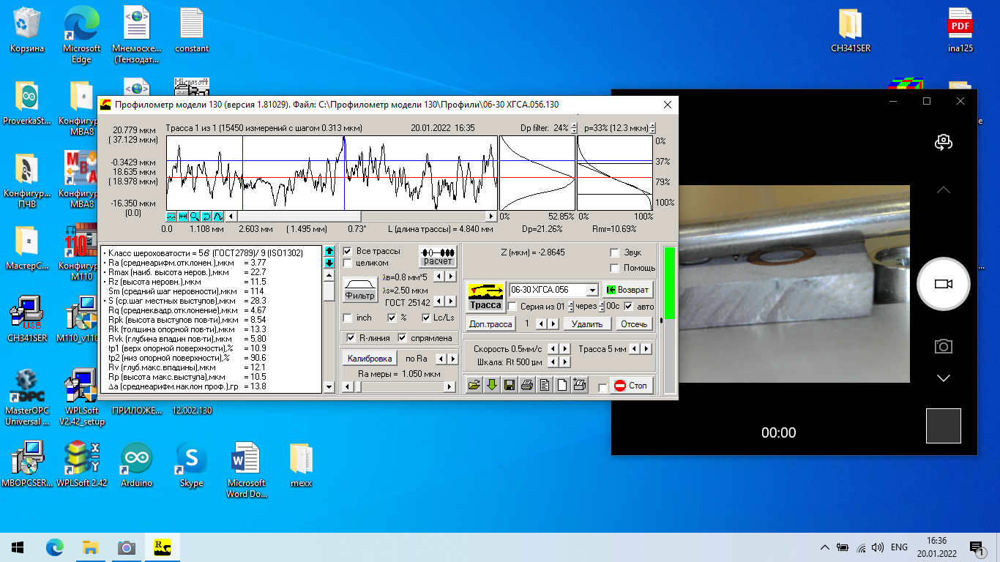 Корзина
Microsoft Edge
Мнемосхе... (Тензодат...
constant
CH341SER
PDF
ina125
ProverkaSt...
Конфигур... MBA8
Microsoft
Конфигур... ПЧВ
Конфигур... MBA8
МастерС...
Конфигур... M110
CH341SER
M110_v110
MasterOPC Universal ...
WPLSoft V2.42_setup
ПРИЛОЖЕ...
12.002.130
MBOPCSER...
WPLSoft 2.42
Arduino
Skype
Microsoft Word Do...
mexx
Профилометр модели 130 (версия 1.81029). Файл: C:\Профилометр модели 130\Профили\06-30 ХГСА.056.130
Трасса 1 из 1 (15450 измерений с шагом 0.313 мкм) 20.01.2022 16:35 Dp filter: 24% p=33% (12.3 мкм)
20.779 мкм
( 37.129 мкм)
-0.3429 мкм
18.635 мкм
( 18.978 мкм)
-16.350 мкм
(0.0)
0%
37%
79%
100%
0% 52.85% 0% 100%
0.0 1.108 мм 2.603 мм ( 1.495 мм) 0.73° L (длина трассы) = 4.840 мм Dp=21.26% Rmr=10.69%
• Класс шероховатости = 5б (ГОСТ2789)/ 9 (ISO1302)
• Ra (среднеарифм.отклонен.),мкм = 3.77
• Rmax (наиб. высота неров.),мкм = 22.7
• Rz (высота неровн.),мкм = 11.5
Sm (средний шаг неровности),мкм = 114
• S (ср.шаг местных выступов),мкм = 28.3
Rq (среднеквадр.отклонение),мкм = 4.67
Rpk (высота выступов пов-ти),мкм = 8.54
Rk (толщина опорной пов-ти),мкм = 13.3
Rvk (глубина впадин пов-ти),мкм = 5.80
tp1 (верх опорной поверхности),% = 10.9
tp2 (низ опорной поверхности),% = 90.6
Rv (глуб.макс.впадины),мкм = 12.1
Rp (высота макс.выступа),мкм = 10.5
Δa (среднеарифм.наклон проф.),гр = 13.8
Все трассы
целиком
расчет
Фильтр
λв=0.8 мм*5
λs=2.50 мкм
ГОСТ 25142
inch % Lc/Ls
R-линия спрямлена
Калибровка по Ra
Ra меры = 1.050 мкм
Z (мкм) = -2.8645
Звук
Помощь
Трасса
06-30 ХГСА.056
Возврат
Серия из 01 через 00с авто
Доп.трасса 1 Удалить Отсечь
Скорость 0.5мм/с Трасса 5 мм
Шкала: Rt 500 µм
Стоп
00:00
ENG
16:36
20.01.2022
1